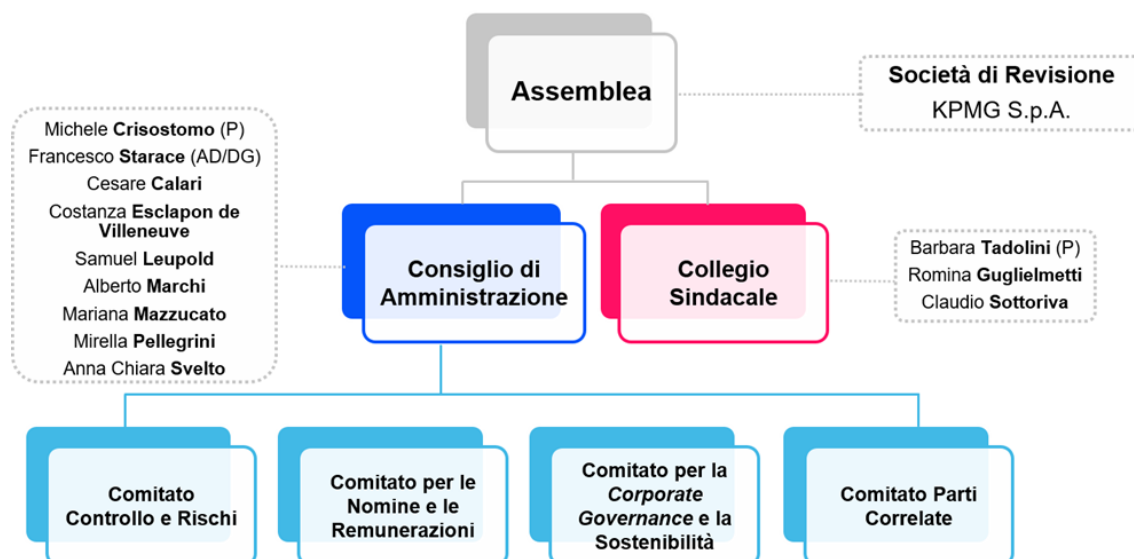 Assemblea
Società di Revisione
KPMG S.p.A.
Michele Crisostomo (P)
Francesco Starace (AD/DG)
Cesare Calari
Costanza Esclapon de
Villeneuve
Samuel Leupold
Alberto Marchi
Mariana Mazzucato
Mirella Pellegrini
Anna Chiara Svelto
Consiglio di
Amministrazione
Collegio
Sindacale
Barbara Tadolini (P)
Romina Guglielmetti
Claudio Sottoriva
Comitato
Controllo e Rischi
Comitato per le
Nomine e le
Remunerazioni
Comitato per la
Corporate
Governance e la
Sostenibilità
Comitato Parti
Correlate